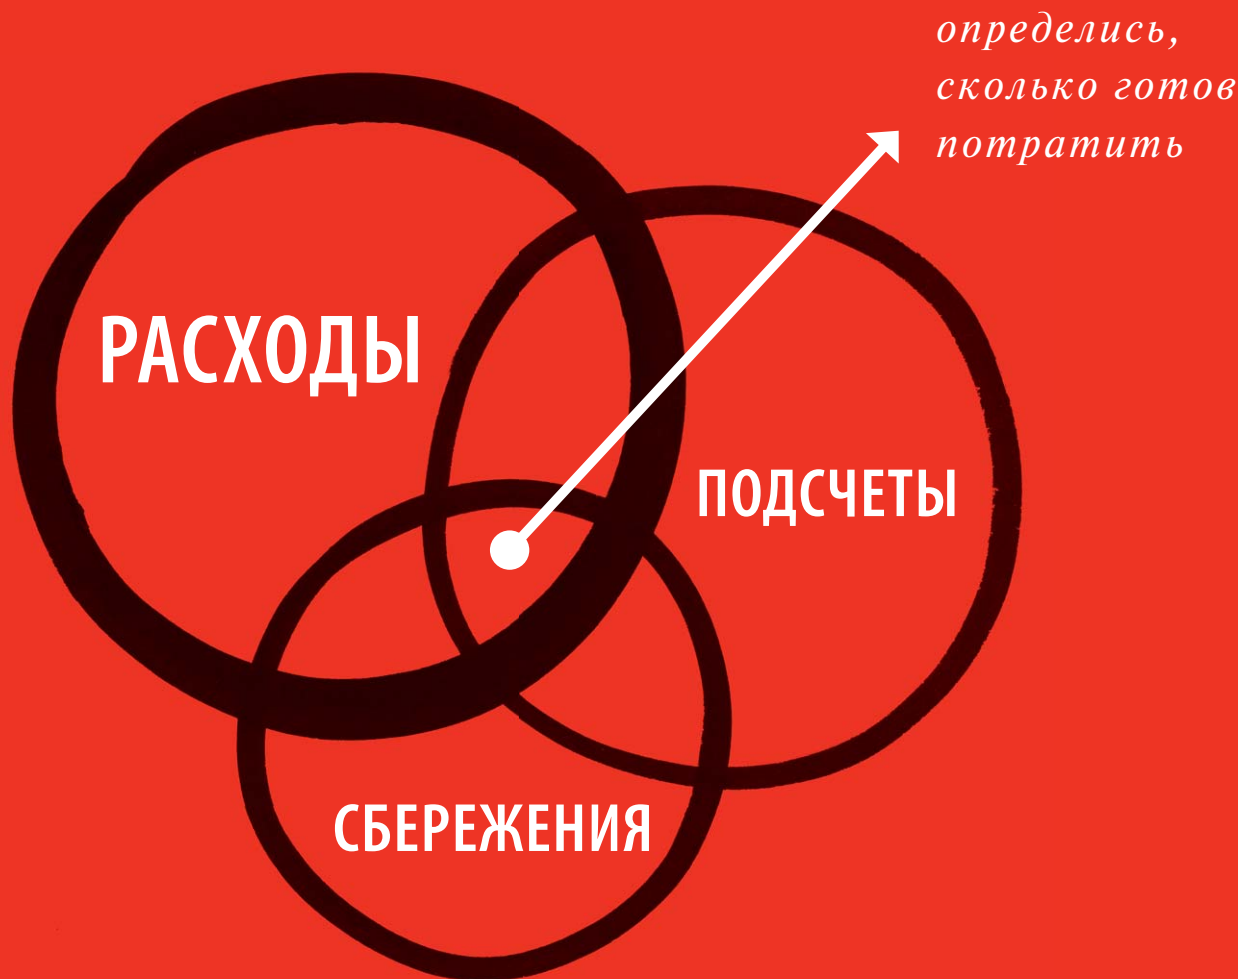 определись,
сколько готов
потратить
РАСХОДЫ
ПОДСЧЕТЫ
СБЕРЕЖЕНИЯ